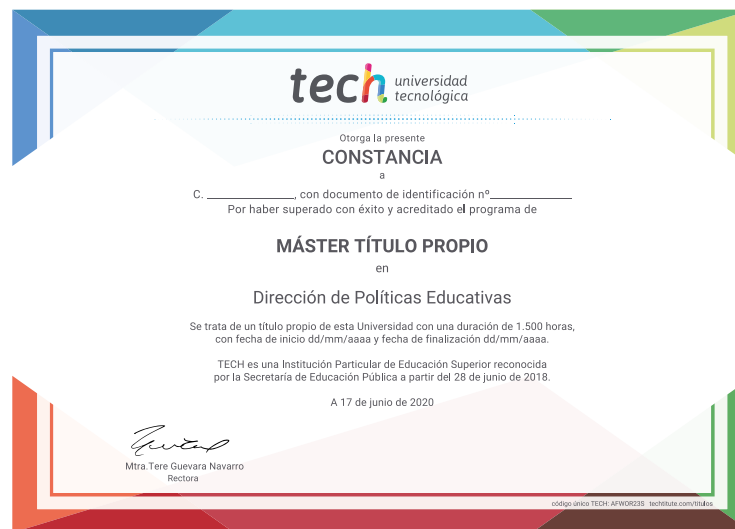 tech universidad
tecnológica
Otorga la presente
CONSTANCIA
a
C. ________________, con documento de identificación nº______________
Por haber superado con éxito y acreditado el programa de
MÁSTER TÍTULO PROPIO
en
Dirección de Políticas Educativas
Se trata de un título propio de esta Universidad con una duración de 1.500 horas,
con fecha de inicio dd/mm/aaaa y fecha de finalización dd/mm/aaaa.
TECH es una Institución Particular de Educación Superior reconocida
por la Secretaría de Educación Pública a partir del 28 de junio de 2018.
A 17 de junio de 2020
Mtra.Tere Guevara Navarro
Rectora
código único TECH: AFWOR23S techtitute.com/títulos